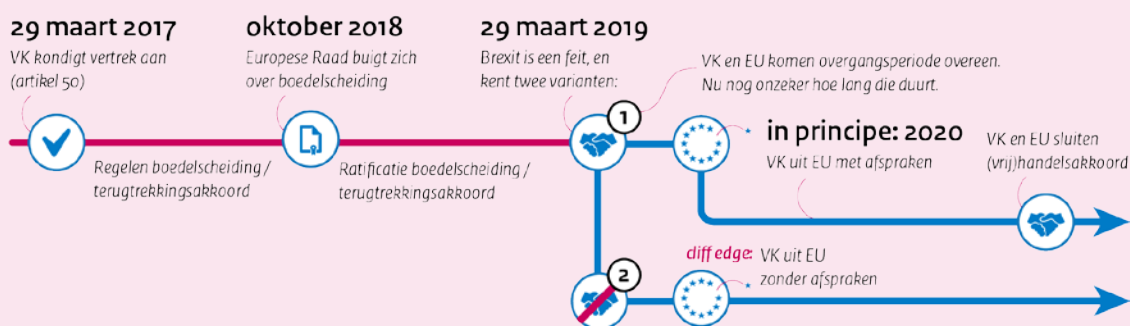 29 maart 2017
VK kondigt vertrek aan
(artikel 50)
Regelen boedelscheiding /
terugtrekkingsakkoord
oktober 2018
Europese Raad buigt zich
over boedelscheiding
Ratificatie boedelscheiding /
terugtrekkingsakkoord
29 maart 2019
Brexit is een feit, en
kent twee varianten:
1
VK en EU komen overgangsperiode overeen.
Nu nog onzeker hoe lang die duurt.
in principe: 2020
VK uit EU met afspraken
VK en EU sluiten
(vrij)handelsakkoord
2
cliff edge: VK uit EU
zonder afspraken